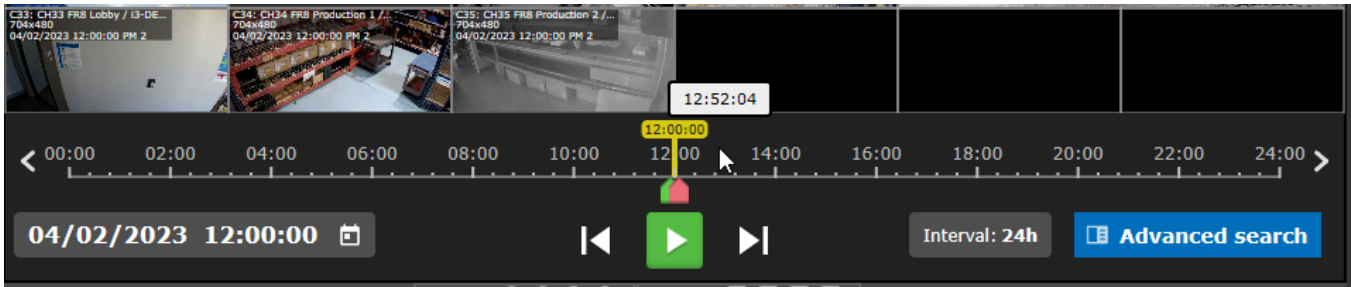 C33: CH33 FR8 Lobby / I3-DE...
704x480
04/02/2023 12:00:00 PM 2
C34: CH34 FR8 Production 1 /...
704x480
04/02/2023 12:00:00 PM 2
C35: CH35 FR8 Production 2 /...
704x480
04/02/2023 12:00:00 PM 2
12:52:04
12:00:00
00:00 02:00 04:00 06:00 08:00 10:00 12:00 14:00 16:00 18:00 20:00 22:00 24:00
04/02/2023 12:00:00 Interval: 24h Advanced search